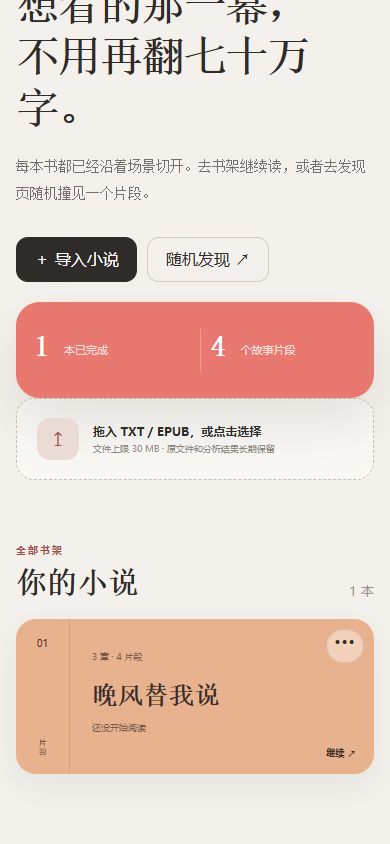 想看的那一幕，
不用再翻七十万
字。
每本书都已经沿着场景切开。去书架继续读，或者去发现
页随机撞见一个片段。
＋ 导入小说
随机发现 ↗
1 本已完成
4 个故事片段
↥
拖入 TXT / EPUB，或点击选择
文件上限 30 MB · 原文件和分析结果长期保留
全部书架
你的小说
1 本
01
•••
3 章 · 4 片段
晚风替我说
还没开始阅读
片羽
继续 ↗